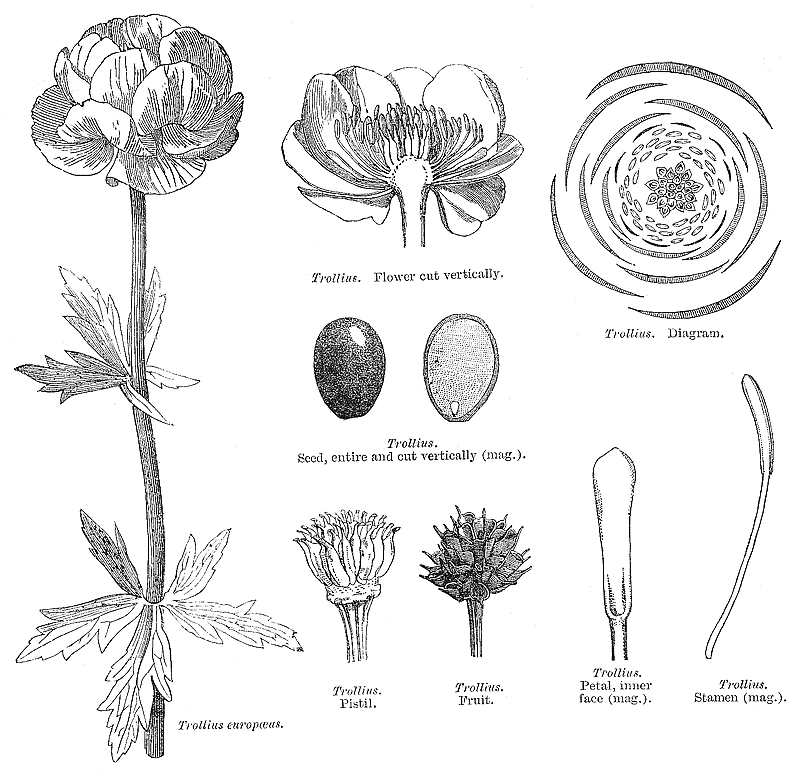 Trollius. Flower cut vertically.
Trollius. Diagram.
Trollius.
Seed, entire and cut vertically (mag.).
Trollius.
Pistil.
Trollius.
Fruit.
Trollius.
Petal, inner
face (mag.).
Trollius.
Stamen (mag.).
Trollius europæus.